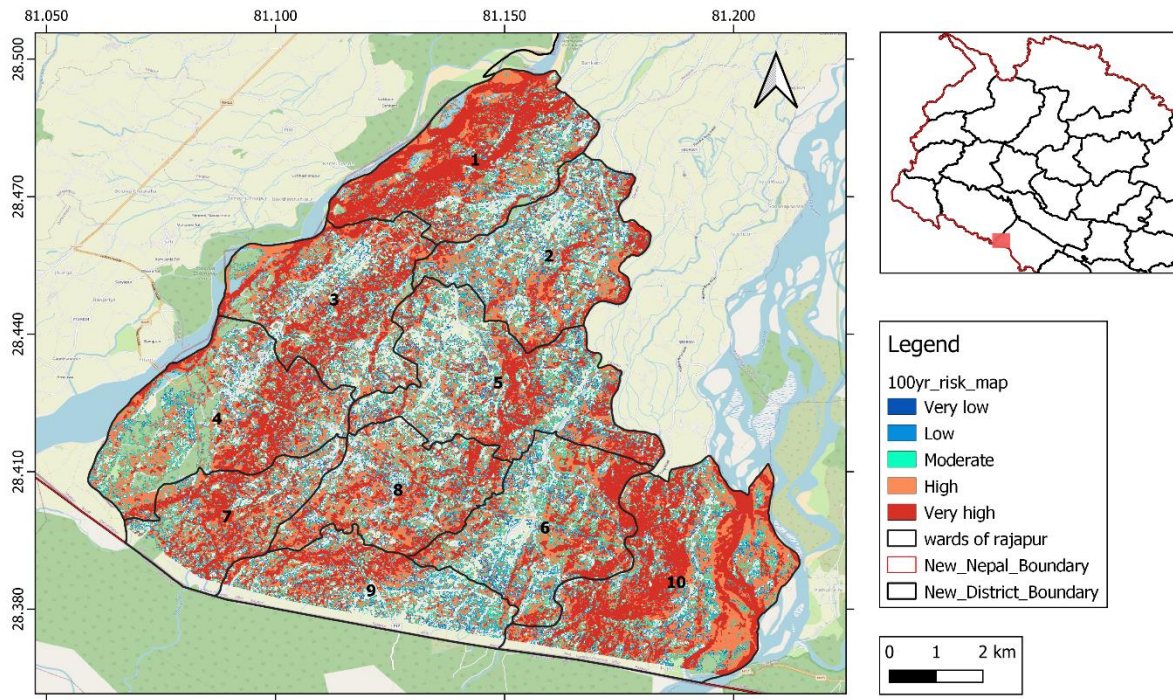 81.050
81.100
81.150
81.200
28.500
28.470
28.440
28.410
28.380
1
2
3
4
5
6
7
8
9
10
Legend
100yr_risk_map
Very low
Low
Moderate
High
Very high
wards of rajapur
New_Nepal_Boundary
New_District_Boundary
0 1 2 km